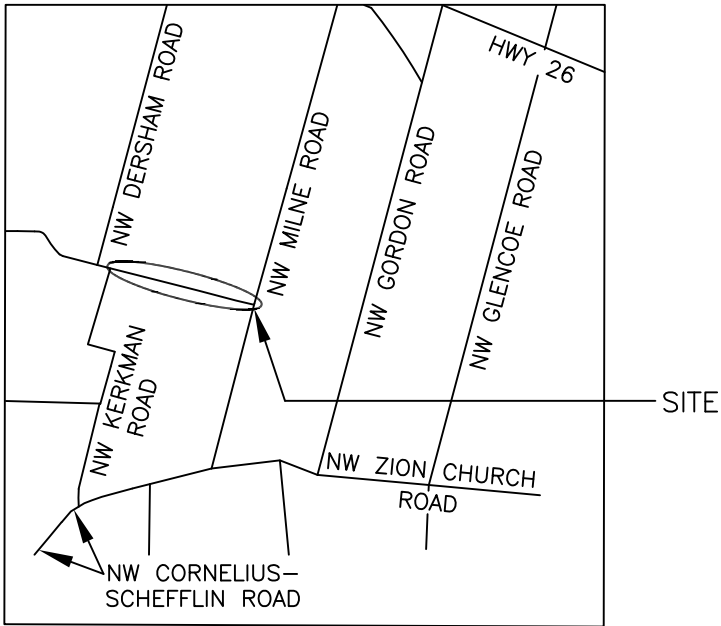 HWY 26
NW DERSHAM ROAD
NW MILNE ROAD
NW GORDON ROAD
NW GLENCOE ROAD
NW KERKMAN
ROAD
SITE
NW ZION CHURCH
ROAD
NW CORNELIUS-
SCHEFFLIN ROAD